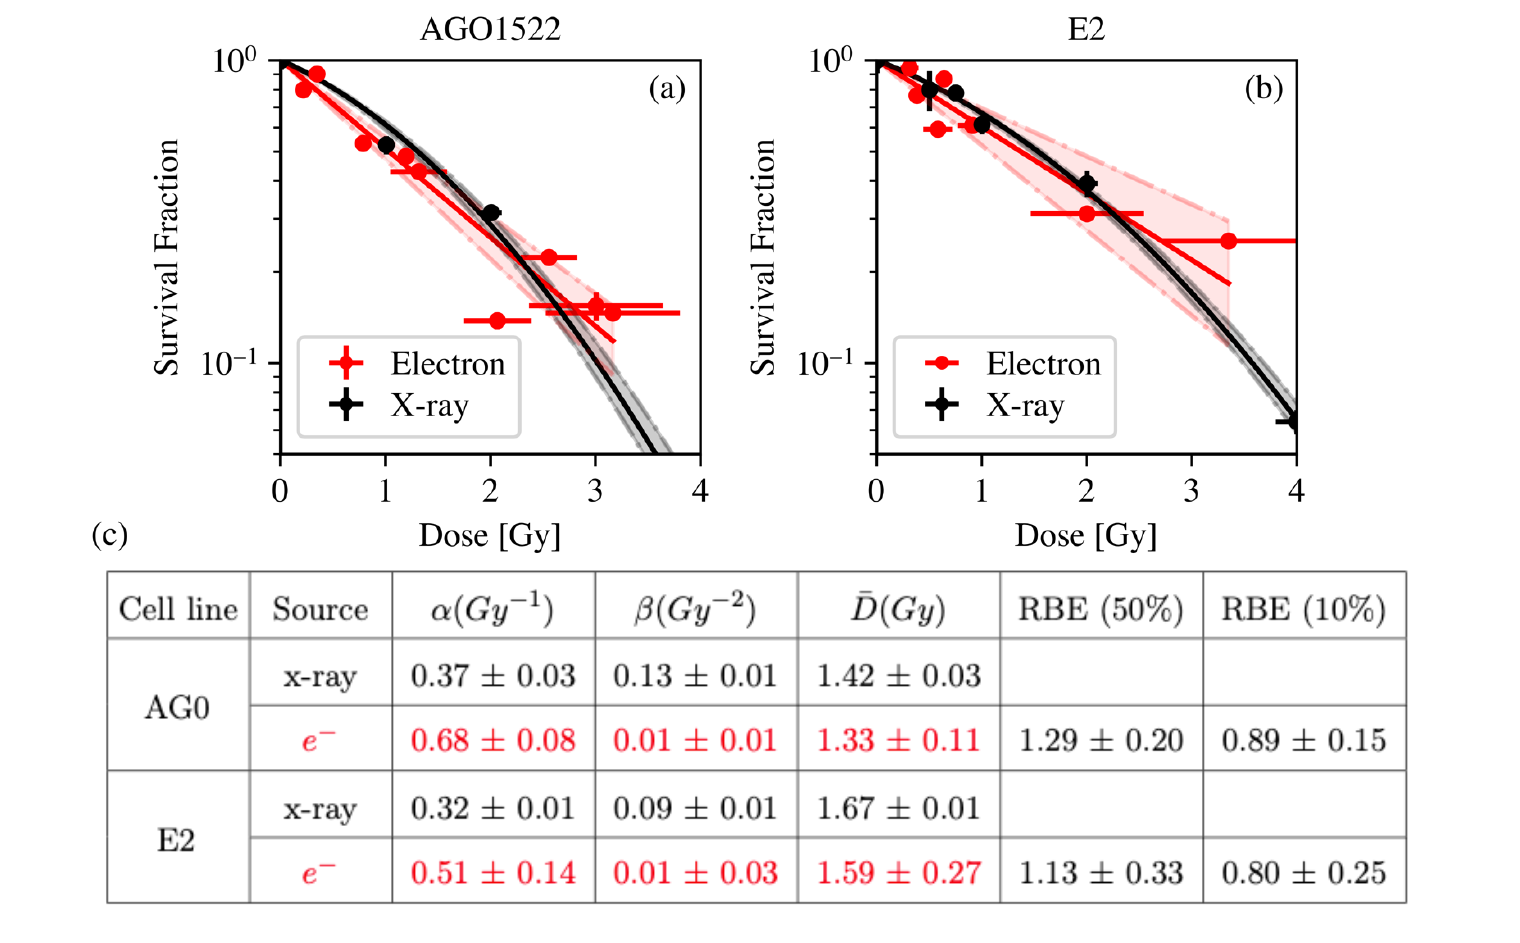 AGO1522
E2
10⁰
(a)
10⁰
(b)
Survival Fraction
Survival Fraction
10⁻¹
10⁻¹
Electron
X-ray
Electron
X-ray
0 1 2 3 4
0 1 2 3 4
Dose [Gy]
Dose [Gy]
(c)
Cell line Source α(Gy⁻¹) β(Gy⁻²) D̄(Gy) RBE (50%) RBE (10%)
AG0
x-ray 0.37 ± 0.03 0.13 ± 0.01 1.42 ± 0.03
e⁻ 0.68 ± 0.08 0.01 ± 0.01 1.33 ± 0.11 1.29 ± 0.20 0.89 ± 0.15
E2
x-ray 0.32 ± 0.01 0.09 ± 0.01 1.67 ± 0.01
e⁻ 0.51 ± 0.14 0.01 ± 0.03 1.59 ± 0.27 1.13 ± 0.33 0.80 ± 0.25